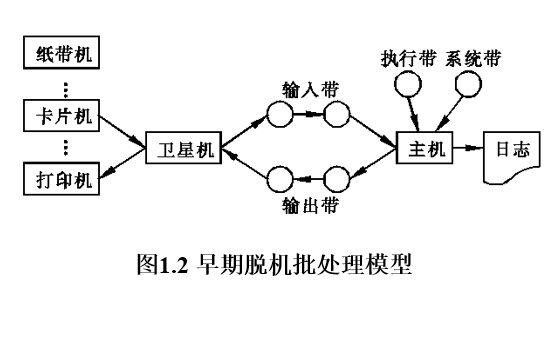 纸带机
卡片机
打印机
卫星机
输入带
输出带
执行带
系统带
主机
日志
图1.2 早期脱机批处理模型